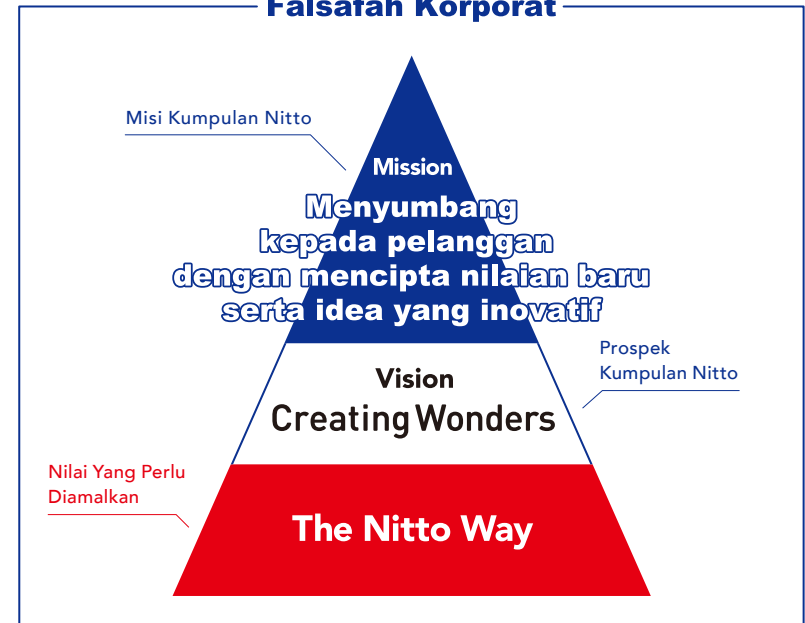 Falsafah Korporat
Misi Kumpulan Nitto
Mission
Menyumbang
kepada pelanggan
dengan mencipta nilaian baru
serta idea yang inovatif
Prospek
Kumpulan Nitto
Vision
Creating Wonders
Nilai Yang Perlu
Diamalkan
The Nitto Way